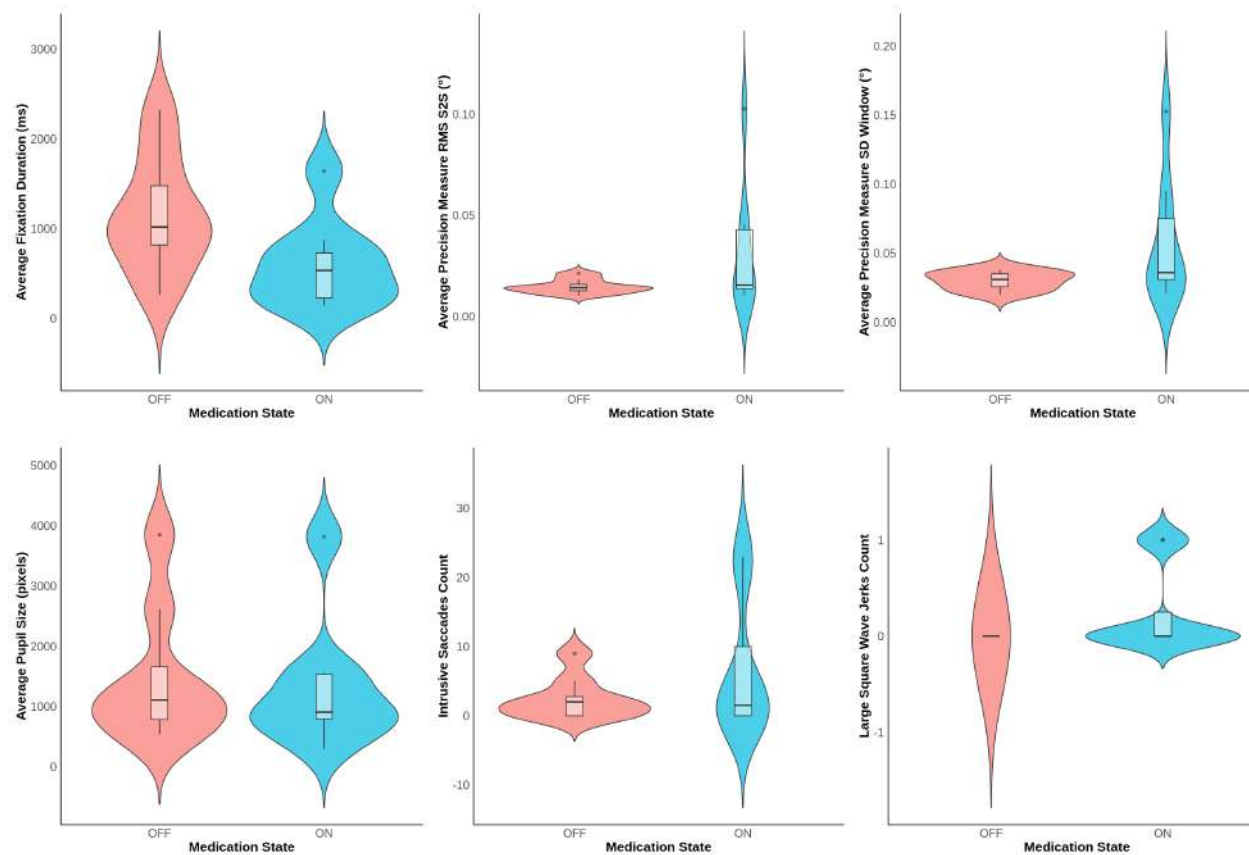 Average Fixation Duration (ms)
3000
2000
1000
0
OFF
ON
Medication State
Average Precision Measure RMS S2S (°)
0.10
0.05
0.00
OFF
ON
Medication State
Average Precision Measure SD Window (°)
0.20
0.15
0.10
0.05
0.00
OFF
ON
Medication State
Average Pupil Size (pixels)
5000
4000
3000
2000
1000
0
OFF
ON
Medication State
Intrusive Saccades Count
30
20
10
0
-10
OFF
ON
Medication State
Large Square Wave Jerks Count
1
0
-1
OFF
ON
Medication State